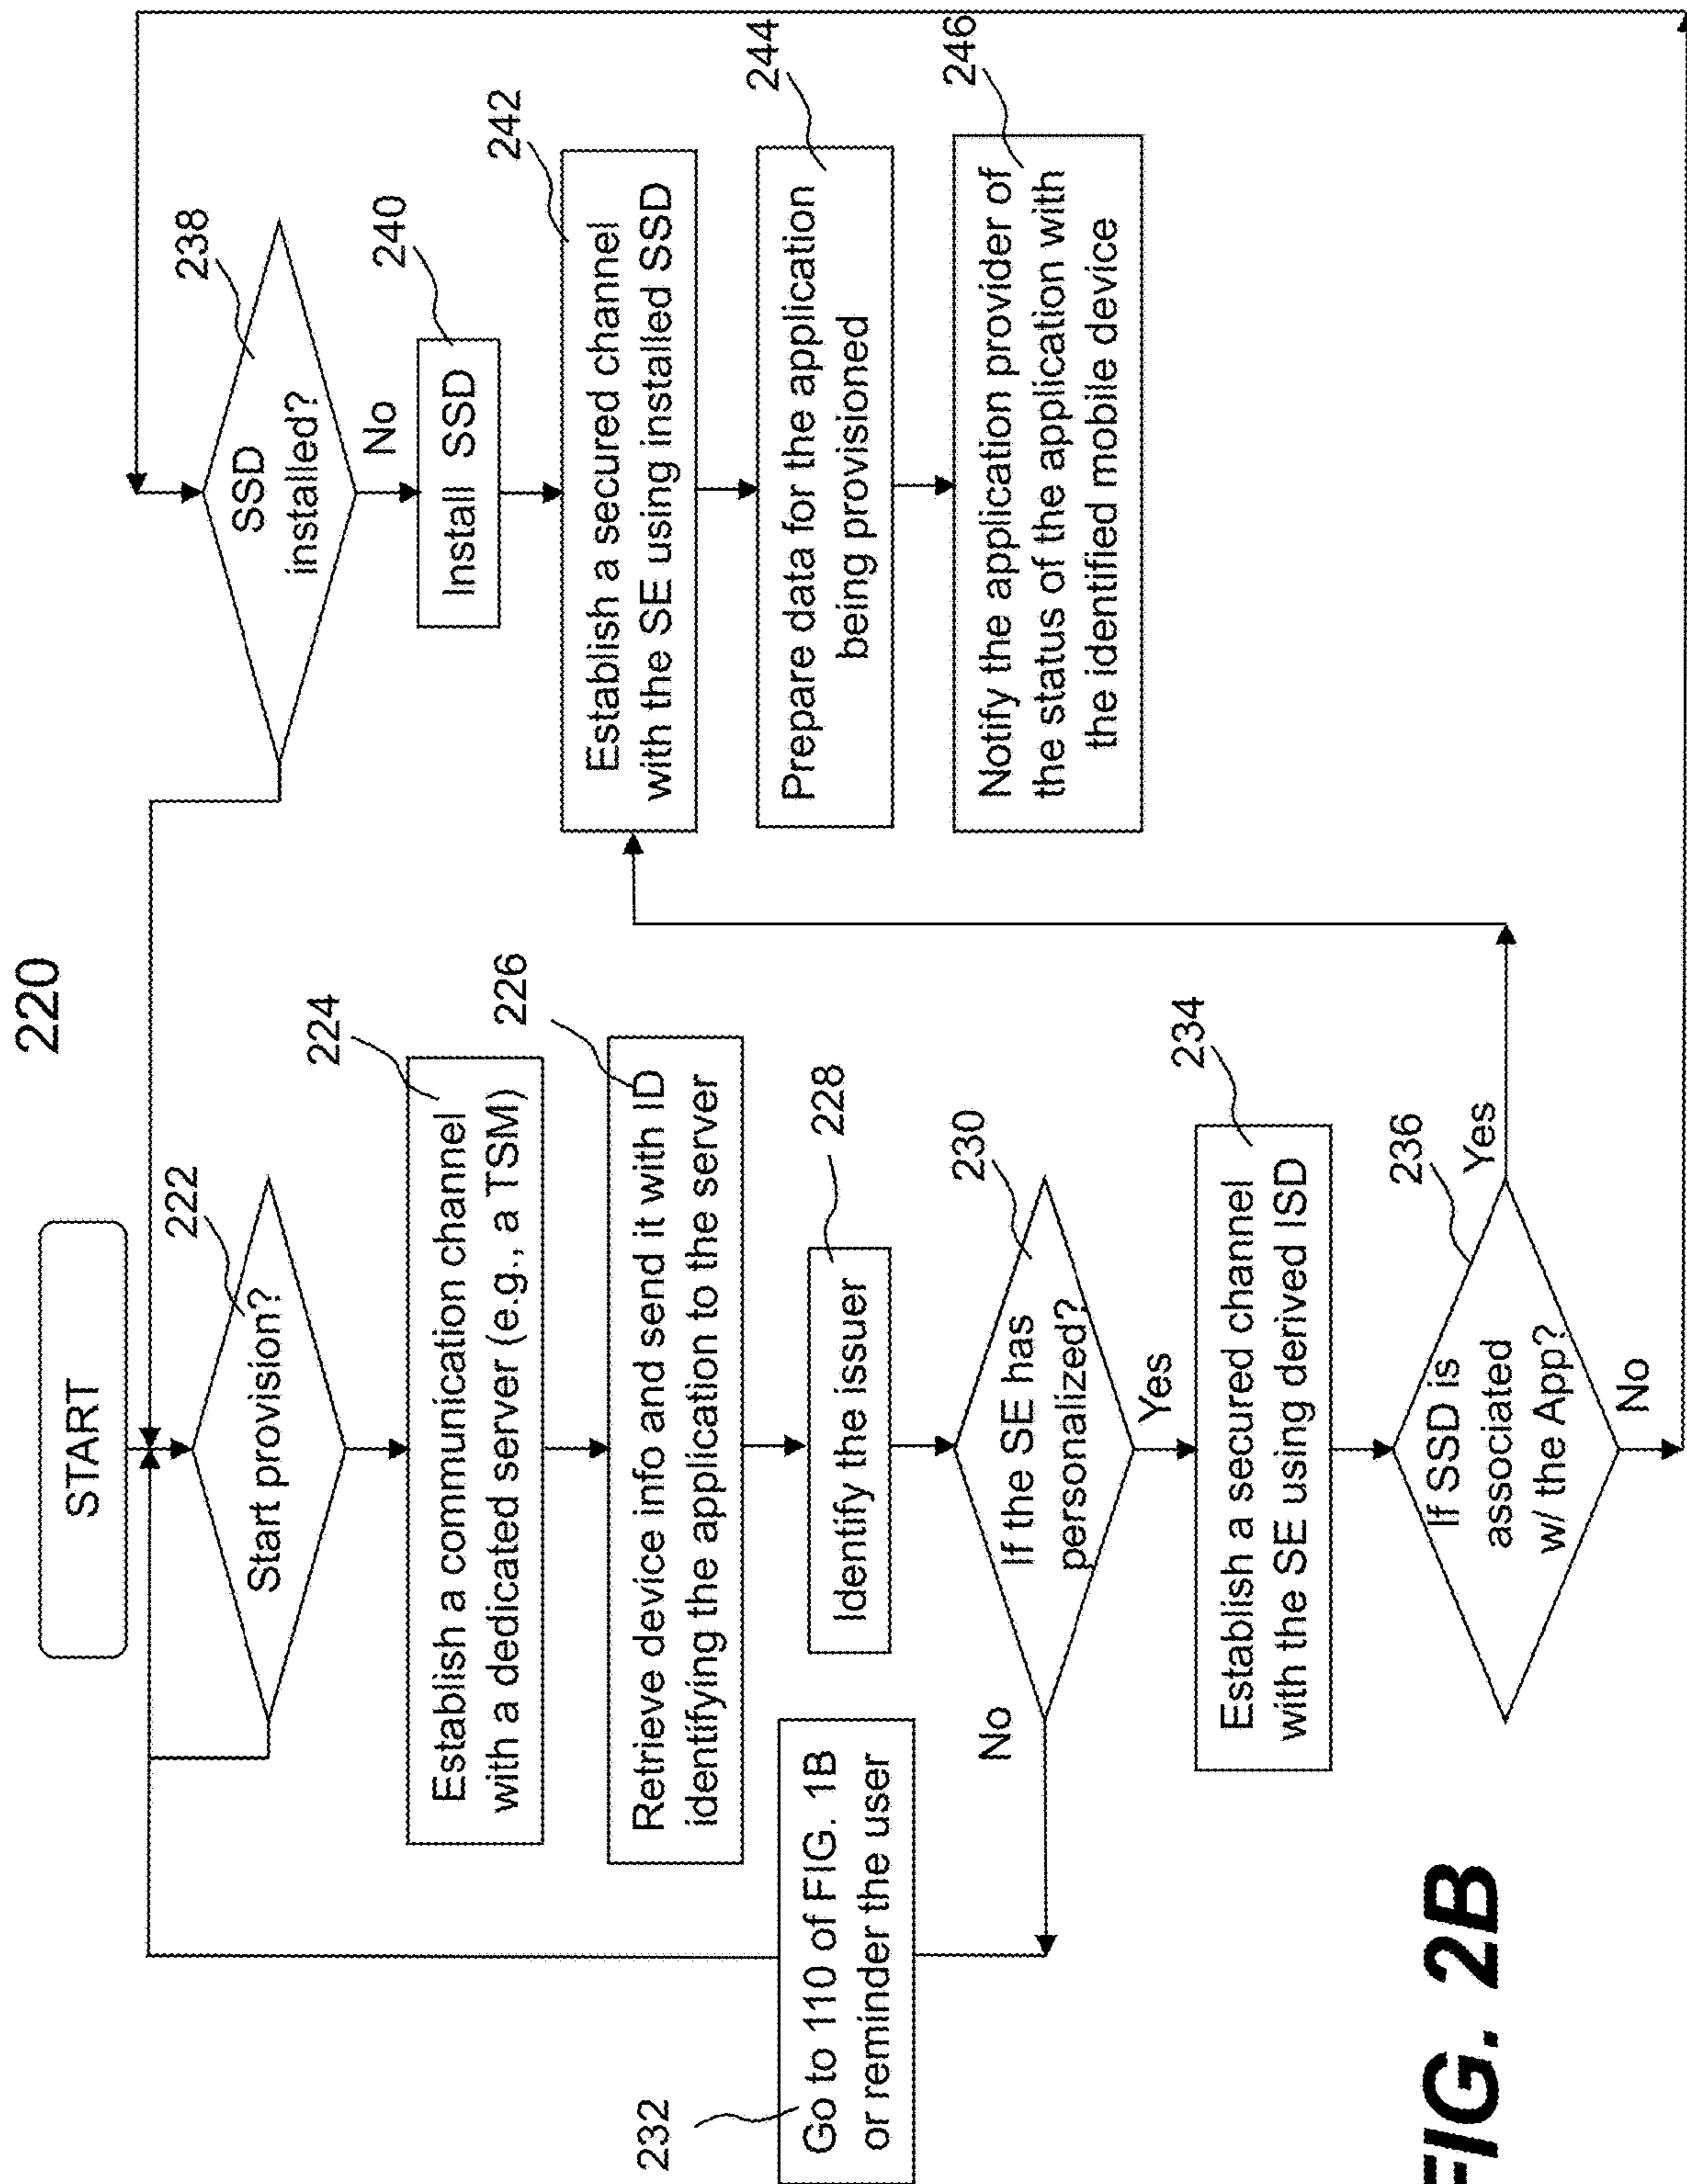 220
START
222
Start provision?
224
Establish a communication channel
with a dedicated server (e.g., a TSM)
226
Retrieve device info and send it with ID
identifying the application to the server
228
Identify the issuer
230
If the SE has
personalized?
No
Yes
232
Go to 110 of FIG. 1B
or reminder the user
234
Establish a secured channel
with the SE using derived ISD
236
If SSD is
associated
w/ the App?
Yes
No
238
SSD
installed?
No
240
Install SSD
242
Establish a secured channel
with the SE using installed SSD
244
Prepare data for the application
being provisioned
246
Notify the application provider of
the status of the application with
the identified mobile device
FIG. 2B